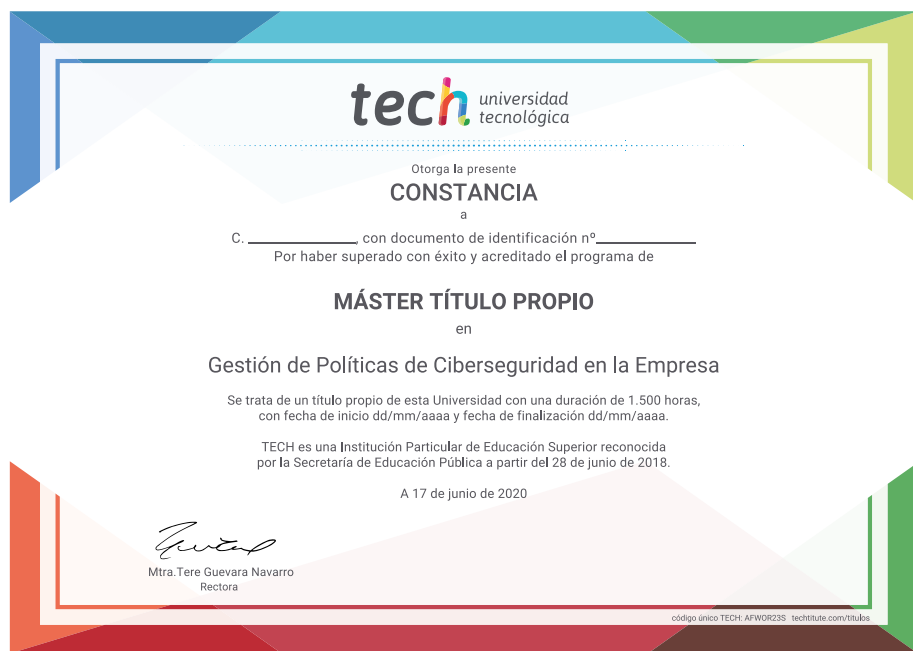 tech universidad
tecnológica
Otorga la presente
CONSTANCIA
a
C. ____________, con documento de identificación nº___________
Por haber superado con éxito y acreditado el programa de
MÁSTER TÍTULO PROPIO
en
Gestión de Políticas de Ciberseguridad en la Empresa
Se trata de un título propio de esta Universidad con una duración de 1.500 horas,
con fecha de inicio dd/mm/aaaa y fecha de finalización dd/mm/aaaa.
TECH es una Institución Particular de Educación Superior reconocida
por la Secretaría de Educación Pública a partir del 28 de junio de 2018.
A 17 de junio de 2020
Mtra.Tere Guevara Navarro
Rectora
código único TECH: AFWOR23S techtitute.com/titulos